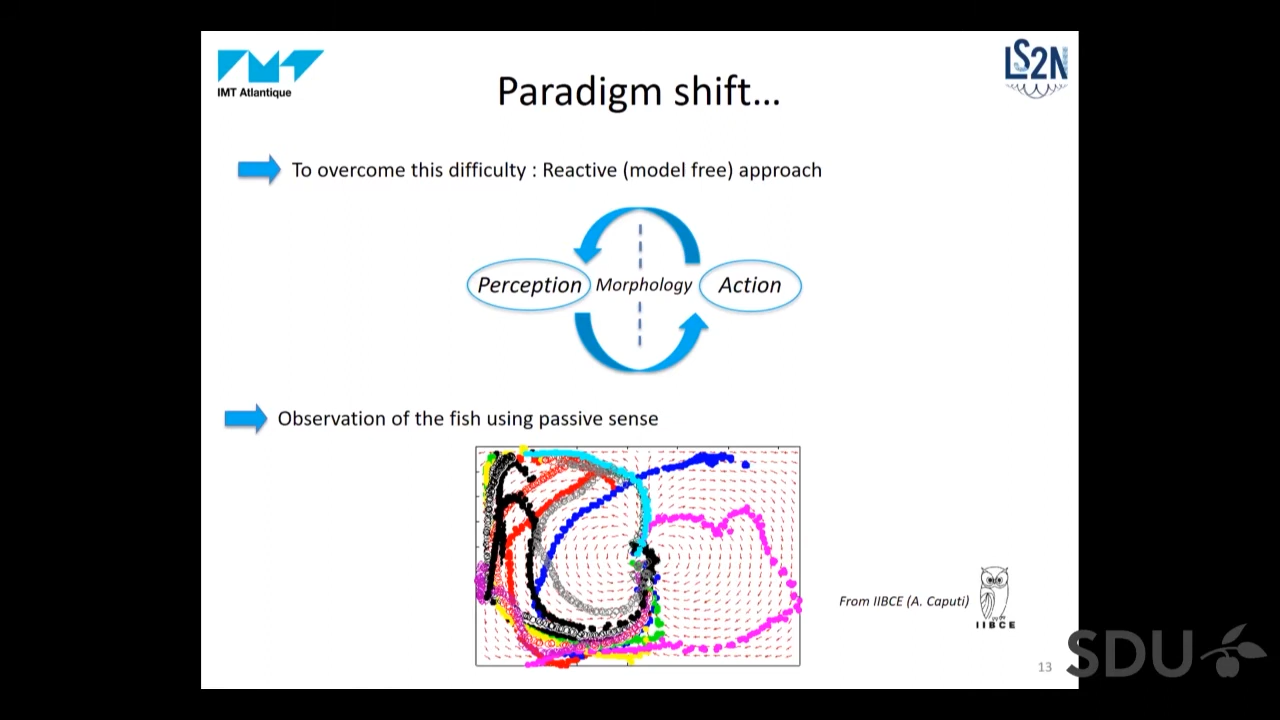 IMT Atlantique
LS2N
Paradigm shift...
To overcome this difficulty : Reactive (model free) approach
Perception
Morphology
Action
Observation of the fish using passive sense
From IIBCE (A. Caputi)
IIBCE
13
SDU